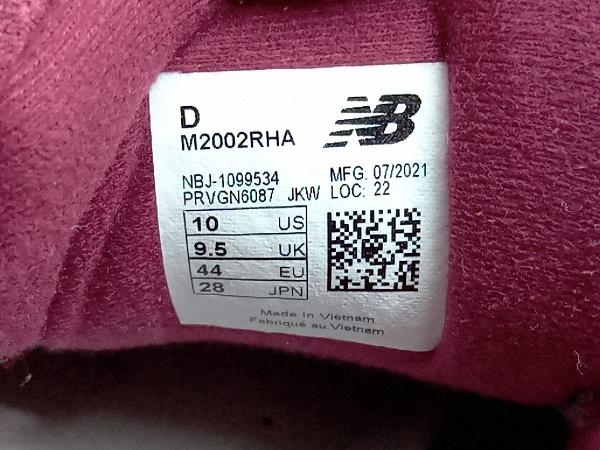 D
M2002RHA
NB
NBJ-1099534
PRVGN6087 JKW
MFG: 07/2021
LOC: 22
10 US
9.5 UK
44 EU
28 JPN
Made in Vietnam
Fabriqué au Vietnam